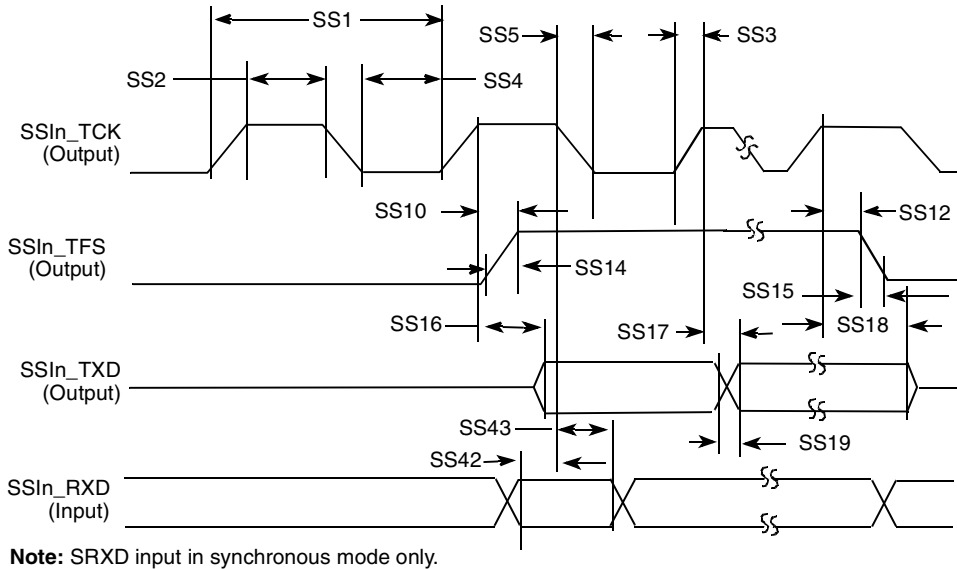 SS1
SS5
SS3
SS2
SS4
SSIn_TCK
(Output)
SS10
SS12
SSIn_TFS
(Output)
SS14
SS15
SS16
SS17
SS18
SSIn_TXD
(Output)
SS43
SS19
SS42
SSIn_RXD
(Input)
Note: SRXD input in synchronous mode only.